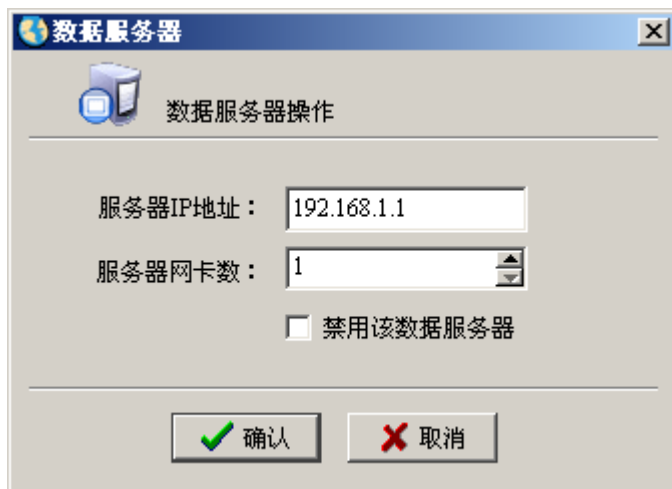 数据服务器
数据服务器操作
服务器IP地址：
192.168.1.1
服务器网卡数：
1
禁用该数据服务器
确认
取消